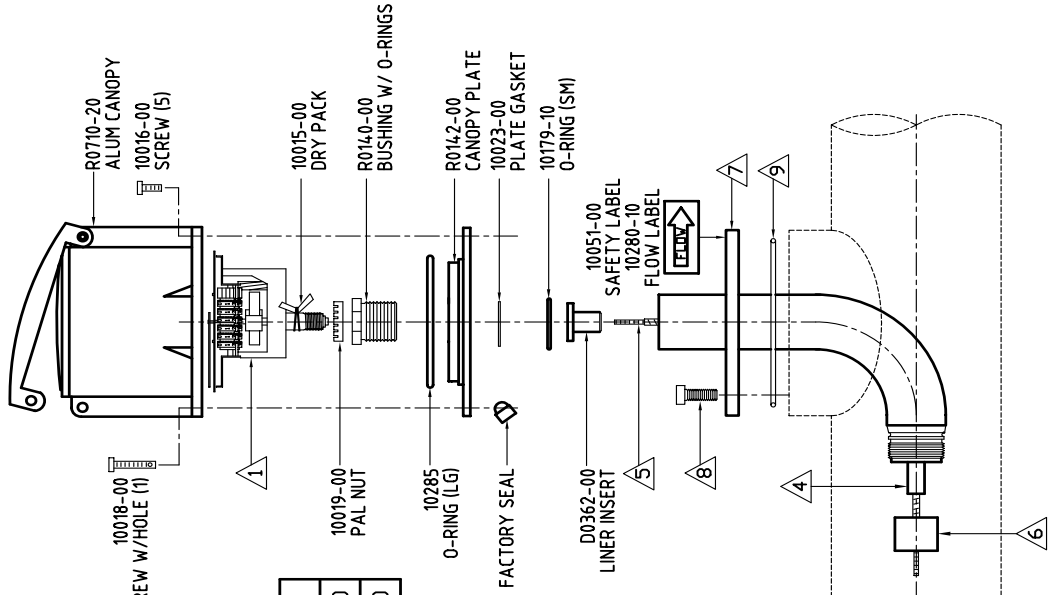 R0710-20
ALUM CANOPY
10016-00
SCREW (5)
10018-00
REW W/HOLE (1)
10015-00
DRY PACK
R0140-00
BUSHING W/ O-RINGS
1
10019-00
PAL NUT
10285
O-RING (LG)
R0142-00
CANOPY PLATE
10023-00
PLATE GASKET
10179-10
O-RING (SM)
FACTORY SEAL
D0362-00
LINER INSERT
10051-00
SAFETY LABEL
10280-10
FLOW LABEL
FLOW
5
7
8
9
4
6
)
)